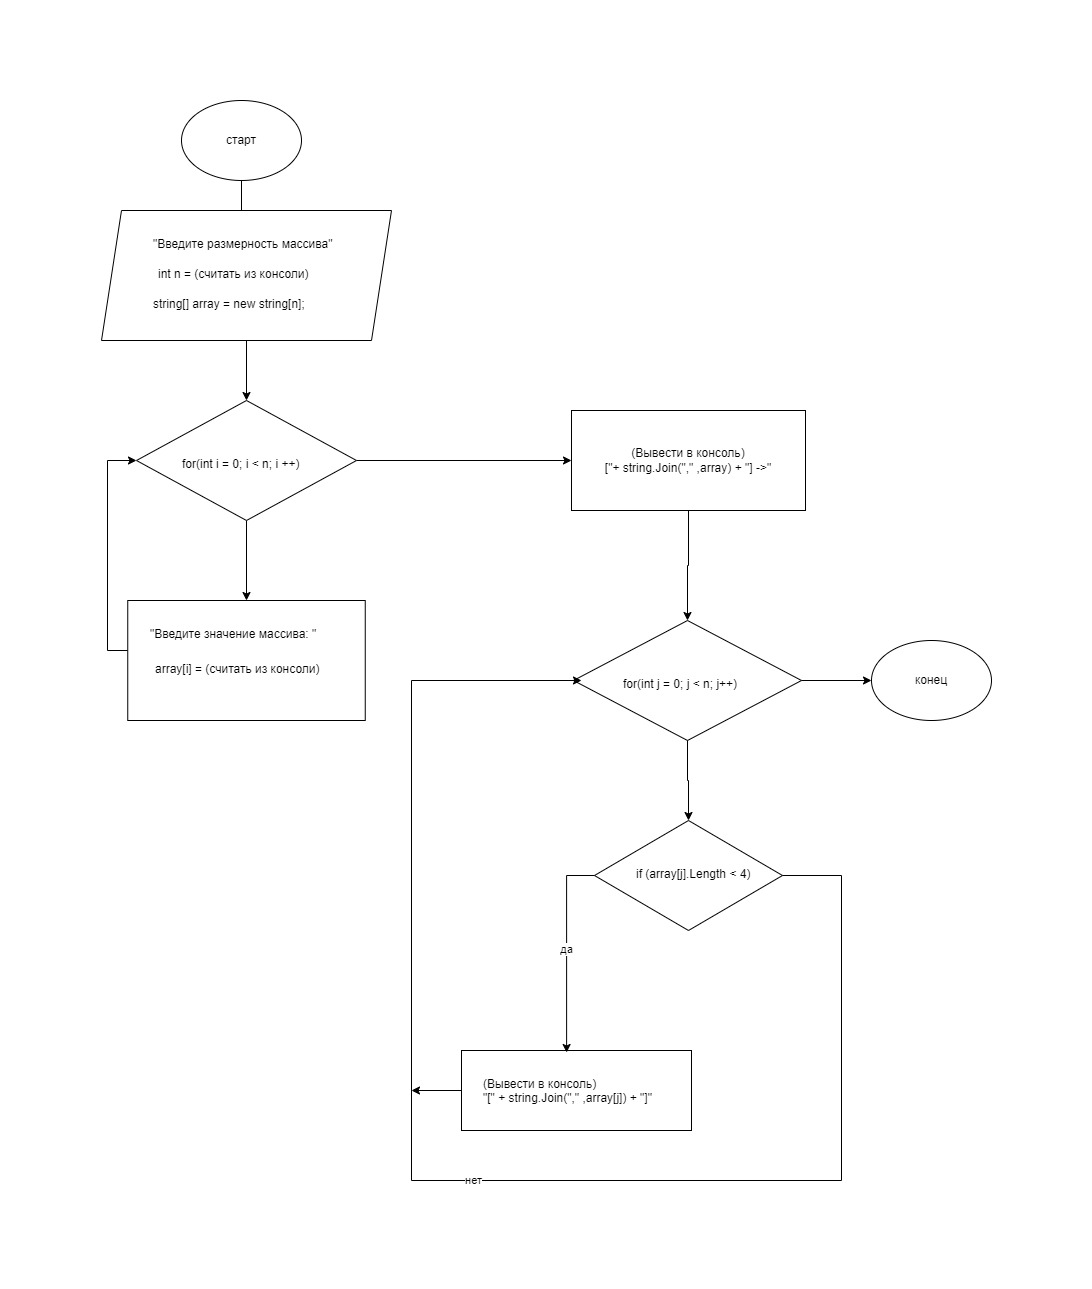 старт
"Введите размерность массива"
int n = (считать из консоли)
string[] array = new string[n];
for(int i = 0; i < n; i ++)
"Введите значение массива: "
array[i] = (считать из консоли)
(Вывести в консоль)
["+ string.Join("," ,array) + "] ->"
for(int j = 0; j < n; j++)
конец
if (array[j].Length < 4)
да
(Вывести в консоль)
"[" + string.Join("," ,array[j]) + "]"
нет